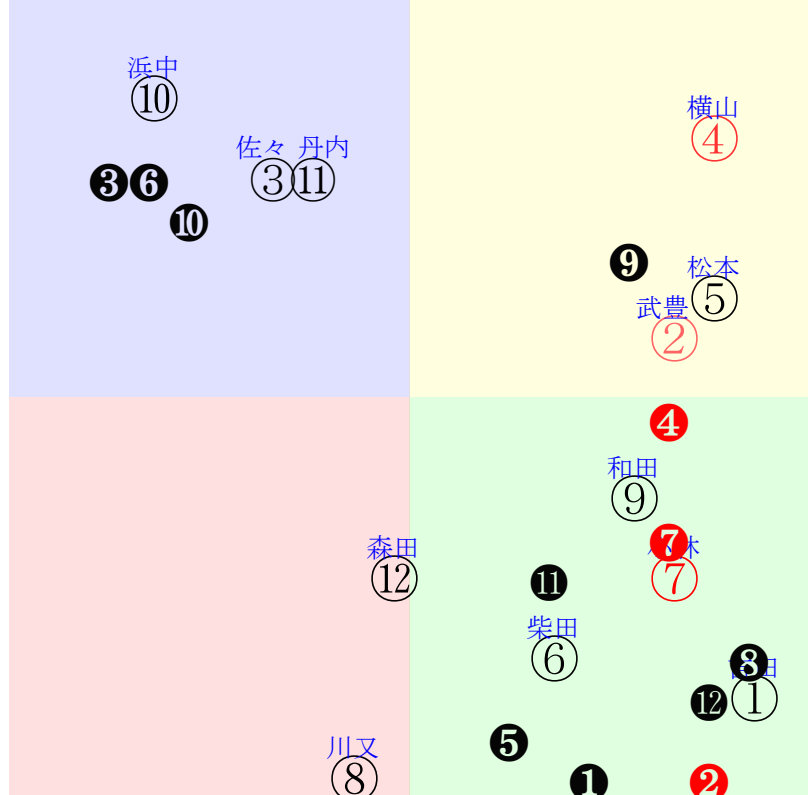 浜中
⑩
横山
④
佐々 丹内
③⑪
❸❻
❿
❾
松本
⑤
武豊
②
❹
和田
⑨
❼
林
⑦
森田
⑫
⓫
柴田
⑥
❽
田
①
⓬
❺
川又
⑧
❶
❷